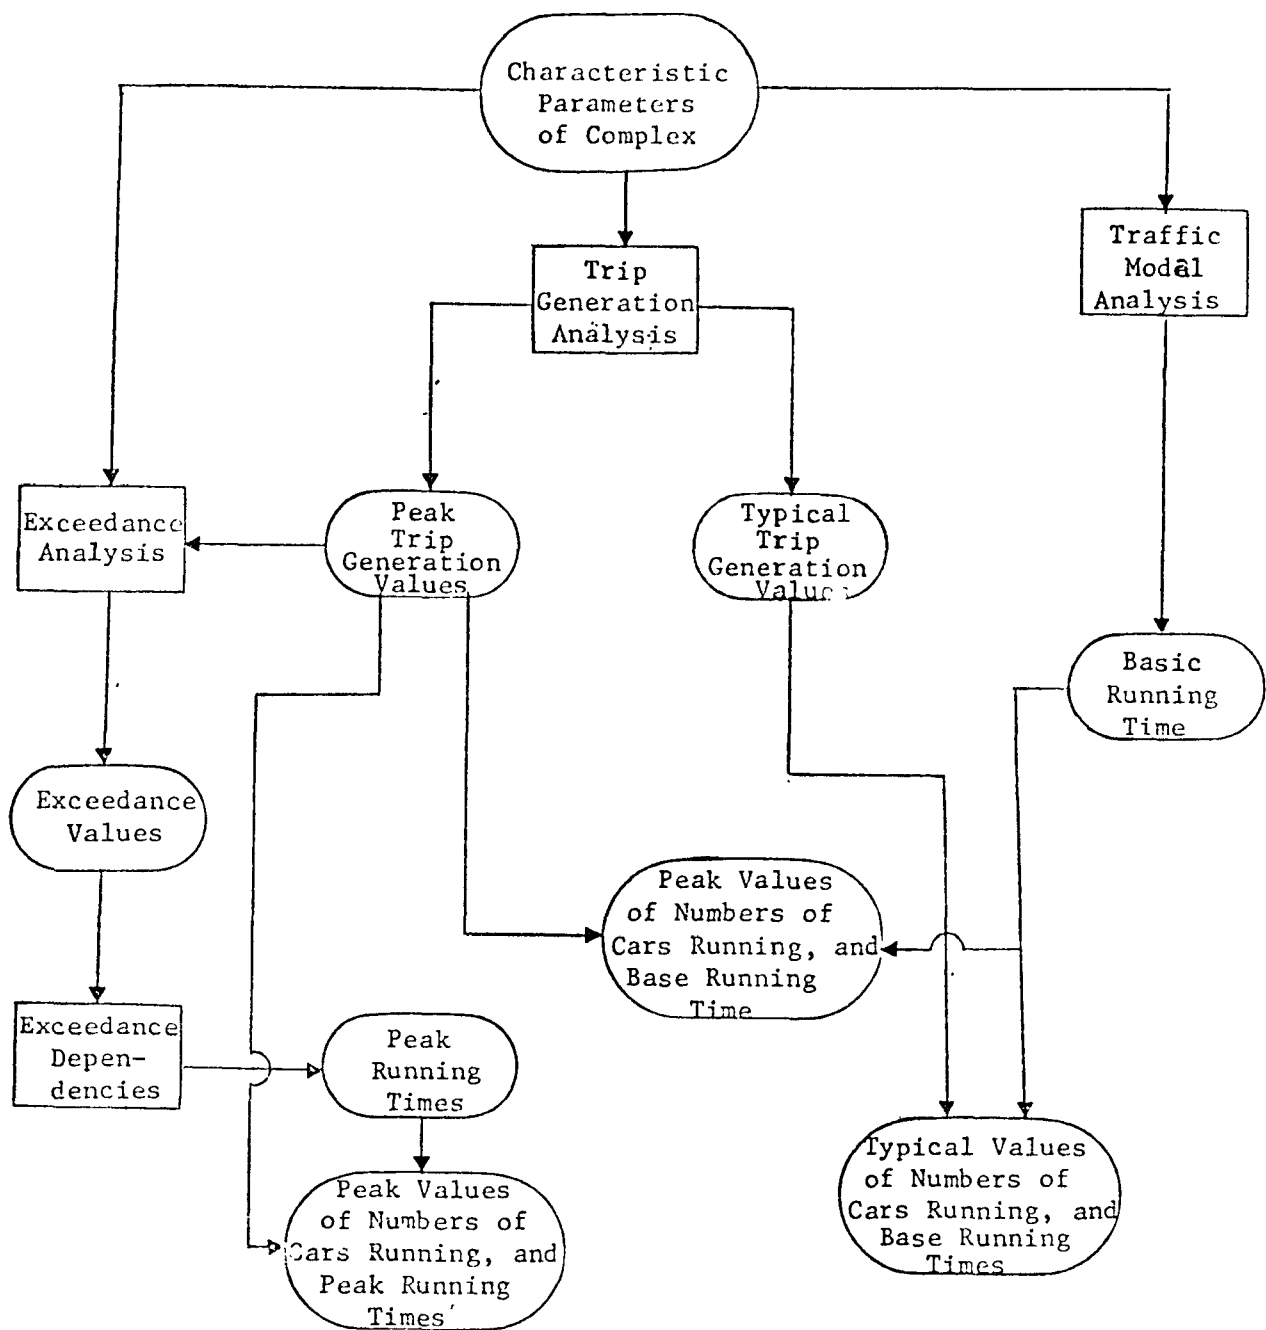 Characteristic
Parameters
of Complex
Trip
Generation
Analysis
Traffic
Modal
Analysis
Exceedance
Analysis
Peak
Trip
Generation
Values
Typical
Trip
Generation
Values
Basic
Running
Time
Exceedance
Values
Peak Values
of Numbers of
Cars Running, and
Base Running
Time
Exceedance
Depen-
dencies
Peak
Running
Times
Typical Values
of Numbers of
Cars Running, and
Base Running
Times
Peak Values
of Numbers of
Cars Running, and
Peak Running
Times